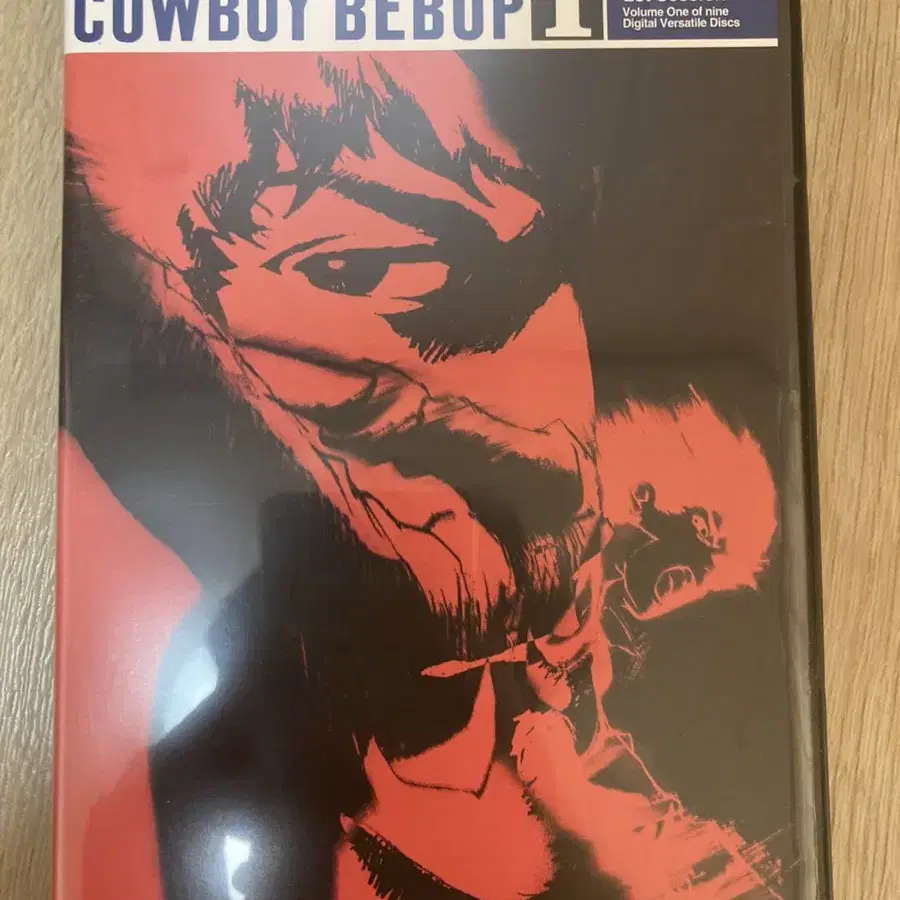 COWBOY BEBOP 1
Volume One of nine
Digital Versatile Discs